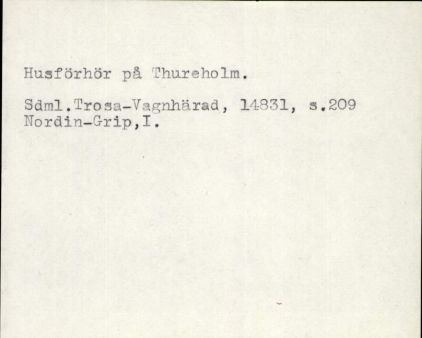 Husförhör på Thureholm.
Sdml.Trosa-Vagnhärad, 14831, s.209
Nordin-Grip,I.